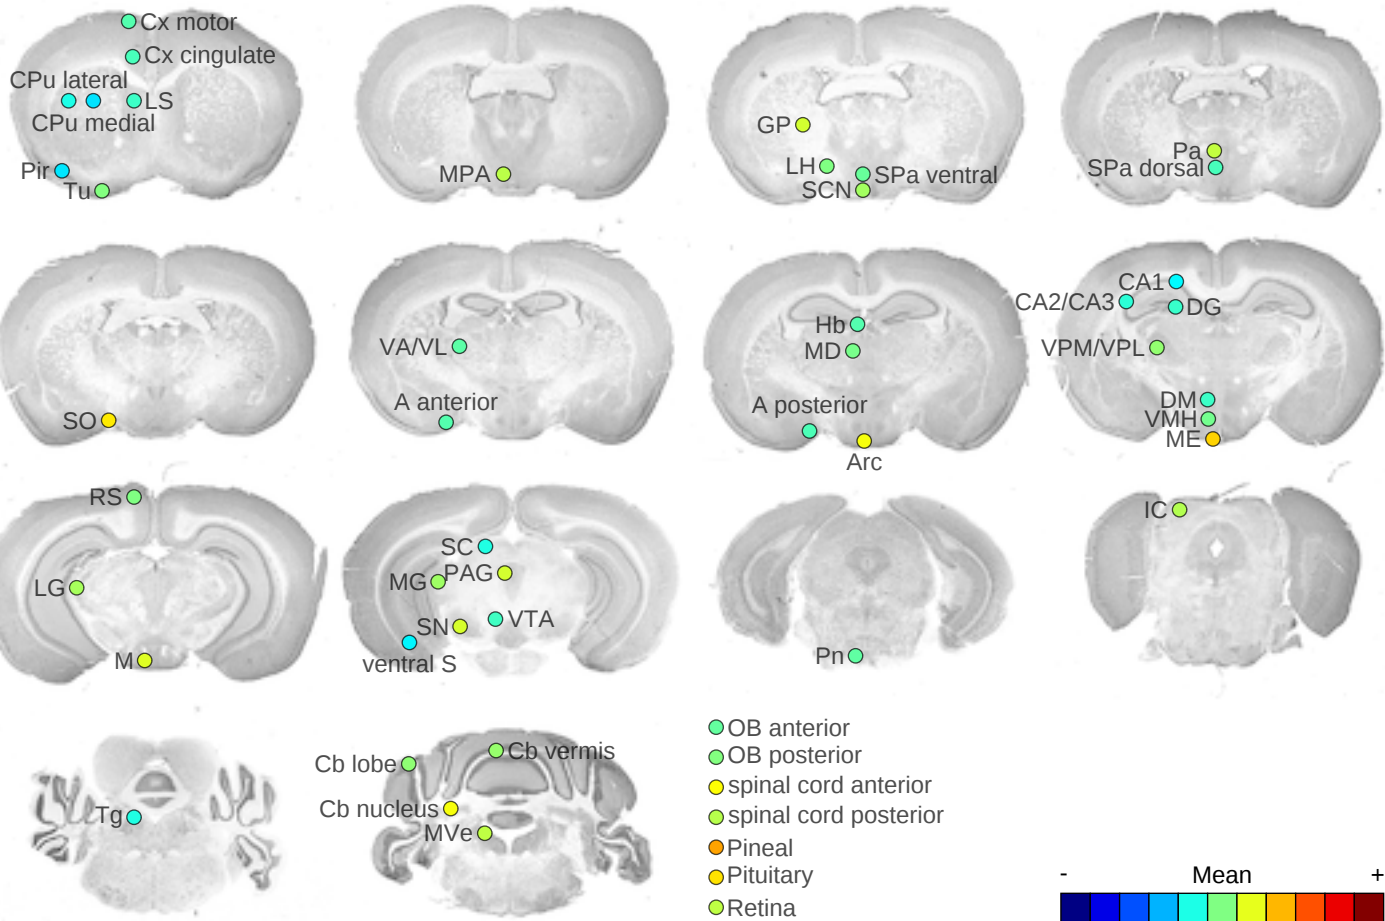 Cx motor
Cx cingulate
CPu lateral
LS
CPu medial
Pir
Tu
MPA
GP
LH
SPa ventral
SCN
Pa
SPa dorsal
SO
VA/VL
A anterior
Hb
MD
A posterior
Arc
CA1
CA2/CA3
DG
VPM/VPL
DM
VMH
ME
RS
LG
M
SC
PAG
MG
SN
VTA
ventral S
Pn
IC
Tg
Cb lobe
Cb vermis
Cb nucleus
MVe
OB anterior
OB posterior
spinal cord anterior
spinal cord posterior
Pineal
Pituitary
Retina
- Mean +